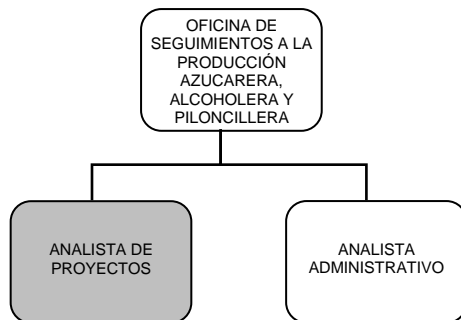 OFICINA DE
SEGUIMIENTOS A LA
PRODUCCIÓN
AZUCARERA,
ALCOHOLERA Y
PILONCILLERA
ANALISTA DE
PROYECTOS
ANALISTA
ADMINISTRATIVO